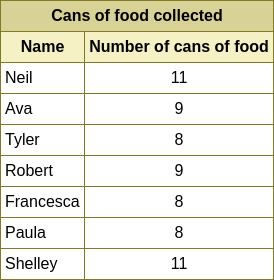 Cans of food collected
Name Number of cans of food
Neil 11
Ava 9
Tyler 8
Robert 9
Francesca 8
Paula 8
Shelley 11